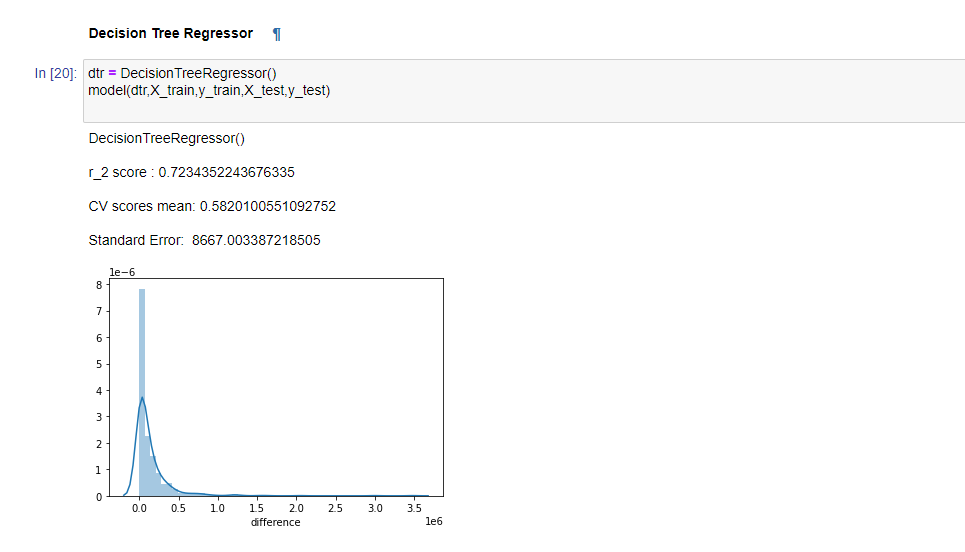 Decision Tree Regressor ¶
In [20]:
dtr = DecisionTreeRegressor()
model(dtr,X_train,y_train,X_test,y_test)
DecisionTreeRegressor()
r_2 score : 0.7234352243676335
CV scores mean: 0.5820100551092752
Standard Error:  8667.003387218505
1e−6
8
7
6
5
4
3
2
1
0
0.0 0.5 1.0 1.5 2.0 2.5 3.0 3.5
difference
1e6